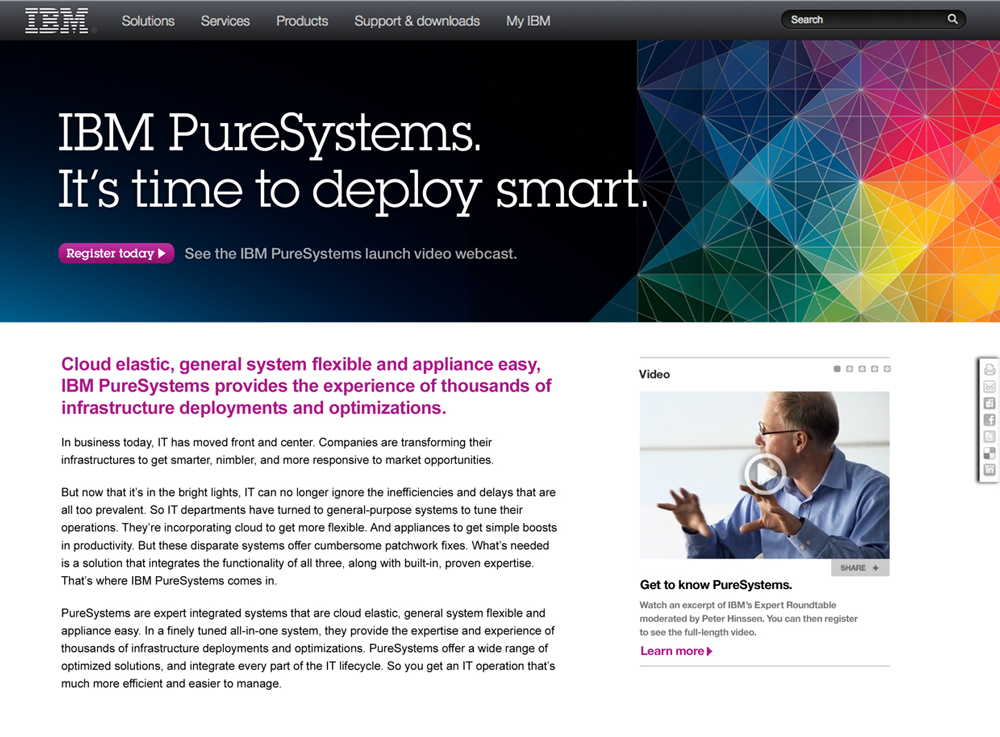 IBM
Solutions
Services
Products
Support & downloads
My IBM
Search
IBM PureSystems.
It's time to deploy smart.
Register today
See the IBM PureSystems launch video webcast.
Cloud elastic, general system flexible and appliance easy,
IBM PureSystems provides the experience of thousands of
infrastructure deployments and optimizations.
In business today, IT has moved front and center. Companies are transforming their
infrastructures to get smarter, nimbler, and more responsive to market opportunities.
But now that it's in the bright lights, IT can no longer ignore the inefficiencies and delays that are
all too prevalent. So IT departments have turned to general-purpose systems to tune their
operations. They're incorporating cloud to get more flexible. And appliances to get simple boosts
in productivity. But these disparate systems offer cumbersome patchwork fixes. What's needed
is a solution that integrates the functionality of all three, along with built-in, proven expertise.
That's where IBM PureSystems comes in.
PureSystems are expert integrated systems that are cloud elastic, general system flexible and
appliance easy. In a finely tuned all-in-one system, they provide the expertise and experience of
thousands of infrastructure deployments and optimizations. PureSystems offer a wide range of
optimized solutions, and integrate every part of the IT lifecycle. So you get an IT operation that's
much more efficient and easier to manage.
Video
SHARE +
Get to know PureSystems.
Watch an excerpt of IBM's Expert Roundtable
moderated by Peter Hinssen. You can then register
to see the full-length video.
Learn more